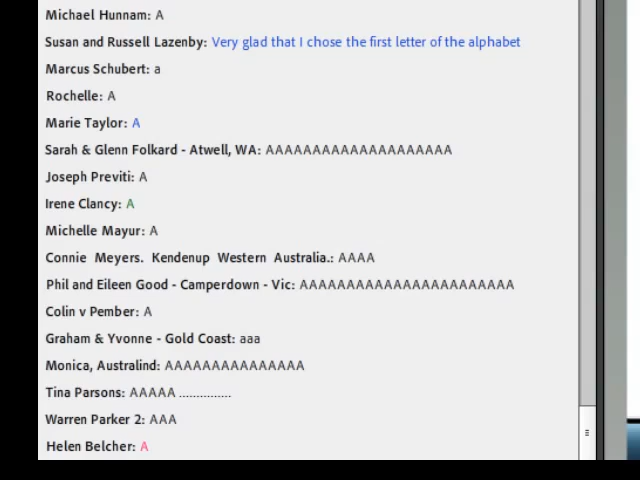 Michael Hunnam: A
Susan and Russell Lazenby: Very glad that I chose the first letter of the alphabet
Marcus Schubert: a
Rochelle: A
Marie Taylor: A
Sarah & Glenn Folkard - Atwell, WA: AAAAAAAAAAAAAAAAAAAA
Joseph Previti: A
Irene Clancy: A
Michelle Mayur: A
Connie Meyers. Kendenup Western Australia.: AAAA
Phil and Eileen Good - Camperdown - Vic: AAAAAAAAAAAAAAAAAAAAAAA
Colin v Pember: A
Graham & Yvonne - Gold Coast: aaa
Monica, Australind: AAAAAAAAAAAAAAA
Tina Parsons: AAAAA ...............
Warren Parker 2: AAA
Helen Belcher: A